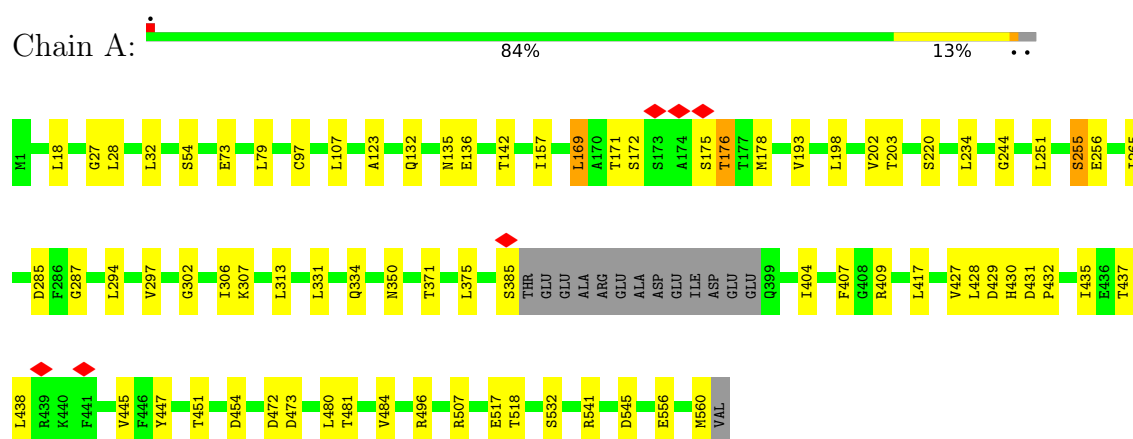 Chain A:
84% 13% • •
M1 L18 G27 L28 L32 S54 E73 L79 C97 L107 A123 Q132 N135 E136 T142 I157 L169 A170 T171 S172 S173 A174 S175 T176 T177 M178 V193 L198 V202 T203 S220 L234 G244 L251 S255 E256
D285 F286 G287 L294 V297 G302 I306 K307 L313 L331 Q334 N350 T371 L375 S385 THR GLU GLU ALA ARG GLU ALA ASP GLU ILE ASP GLU GLU Q399 I404 F407 G408 R409 L417 V427 L428 D429 H430 D431 P432 I435 E436 T437
L438 R439 K440 F441 V445 F446 Y447 T451 D454 D472 D473 L480 T481 V484 R496 R507 E517 T518 S532 R541 D545 E556 M560 VAL